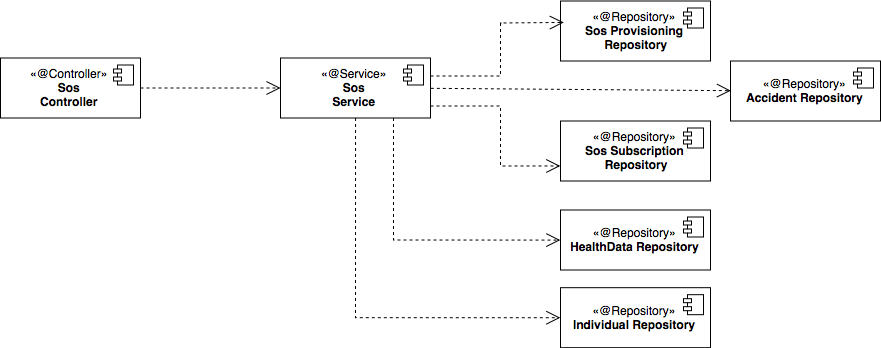 «@Repository»
Sos Provisioning
Repository
«@Controller»
Sos
Controller
«@Service»
Sos
Service
«@Repository»
Accident Repository
«@Repository»
Sos Subscription
Repository
«@Repository»
HealthData Repository
«@Repository»
Individual Repository